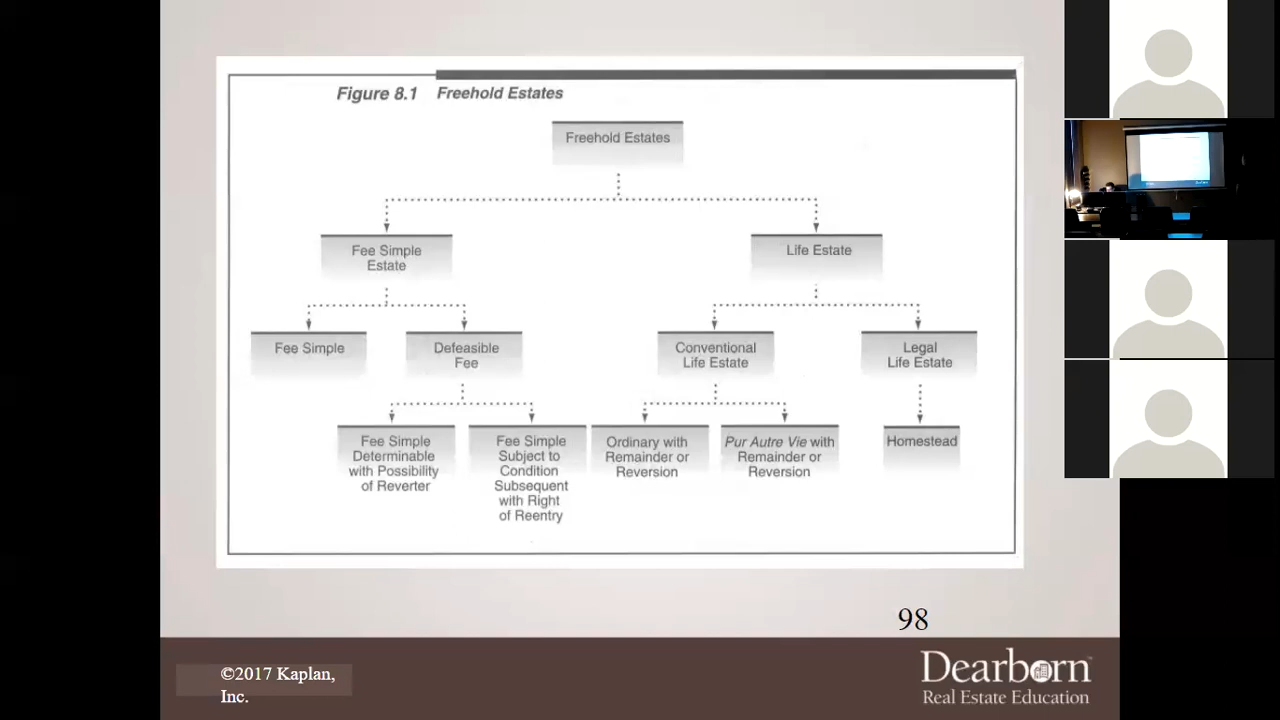 Figure 8.1 Freehold Estates
Freehold Estates
Fee Simple
Estate
Life Estate
Fee Simple
Defeasible
Fee
Conventional
Life Estate
Legal
Life Estate
Fee Simple
Determinable
with Possibility
of Reverter
Fee Simple
Subject to
Condition
Subsequent
with Right
of Reentry
Ordinary with
Remainder or
Reversion
Pur Autre Vie with
Remainder or
Reversion
Homestead
98
©2017 Kaplan,
Inc.
Dearborn
Real Estate Education